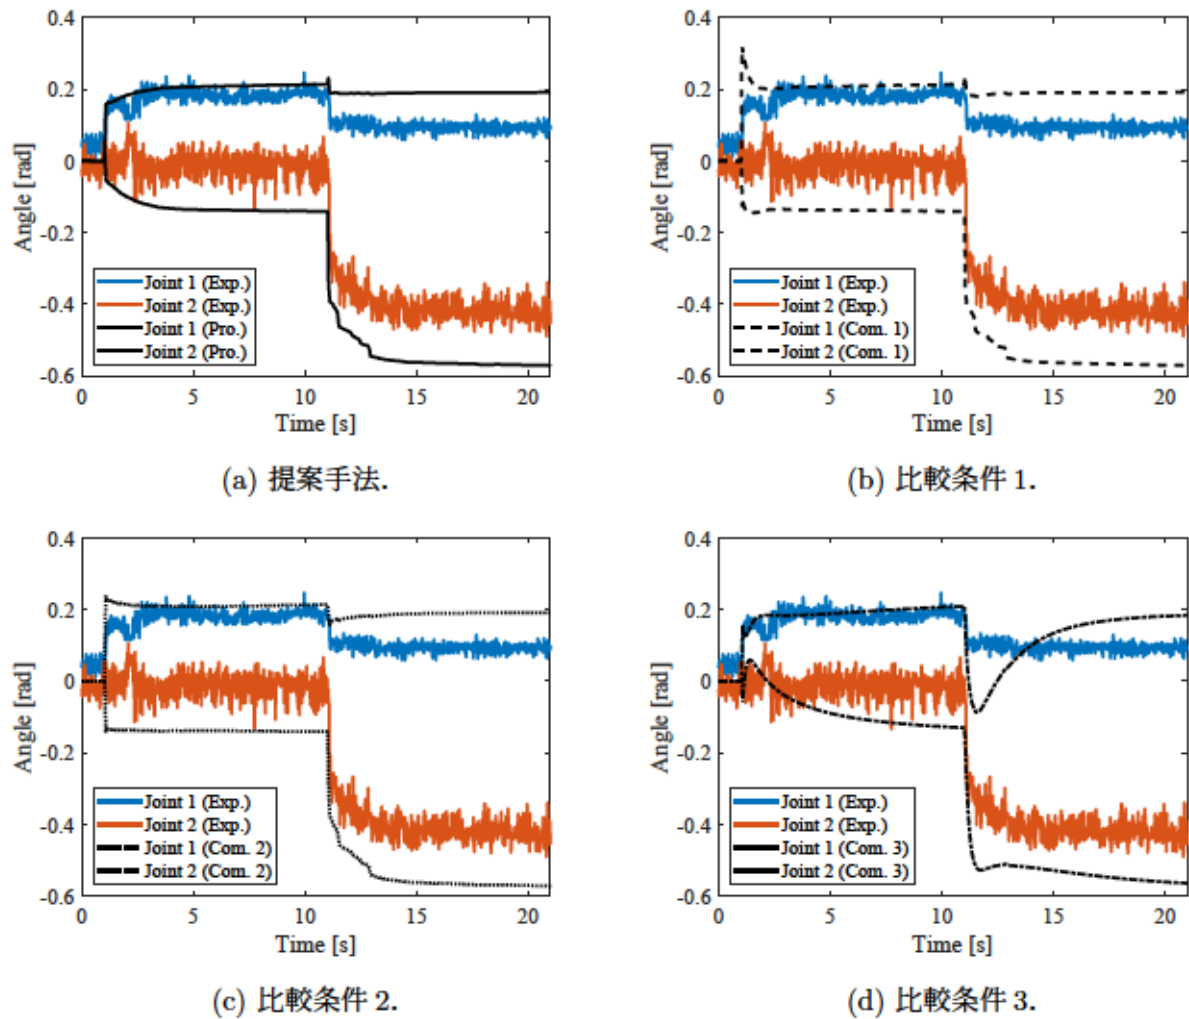 0.4
0.2
0
-0.2
-0.4
-0.6
Angle [rad]
Joint 1 (Exp.)
Joint 2 (Exp.)
Joint 1 (Pro.)
Joint 2 (Pro.)
0 5 10 15 20
Time [s]
(a) 提案手法.
0.4
0.2
0
-0.2
-0.4
-0.6
Angle [rad]
Joint 1 (Exp.)
Joint 2 (Exp.)
Joint 1 (Com. 1)
Joint 2 (Com. 1)
0 5 10 15 20
Time [s]
(b) 比較条件 1.
0.4
0.2
0
-0.2
-0.4
-0.6
Angle [rad]
Joint 1 (Exp.)
Joint 2 (Exp.)
Joint 1 (Com. 2)
Joint 2 (Com. 2)
0 5 10 15 20
Time [s]
(c) 比較条件 2.
0.4
0.2
0
-0.2
-0.4
-0.6
Angle [rad]
Joint 1 (Exp.)
Joint 2 (Exp.)
Joint 1 (Com. 3)
Joint 2 (Com. 3)
0 5 10 15 20
Time [s]
(d) 比較条件 3.